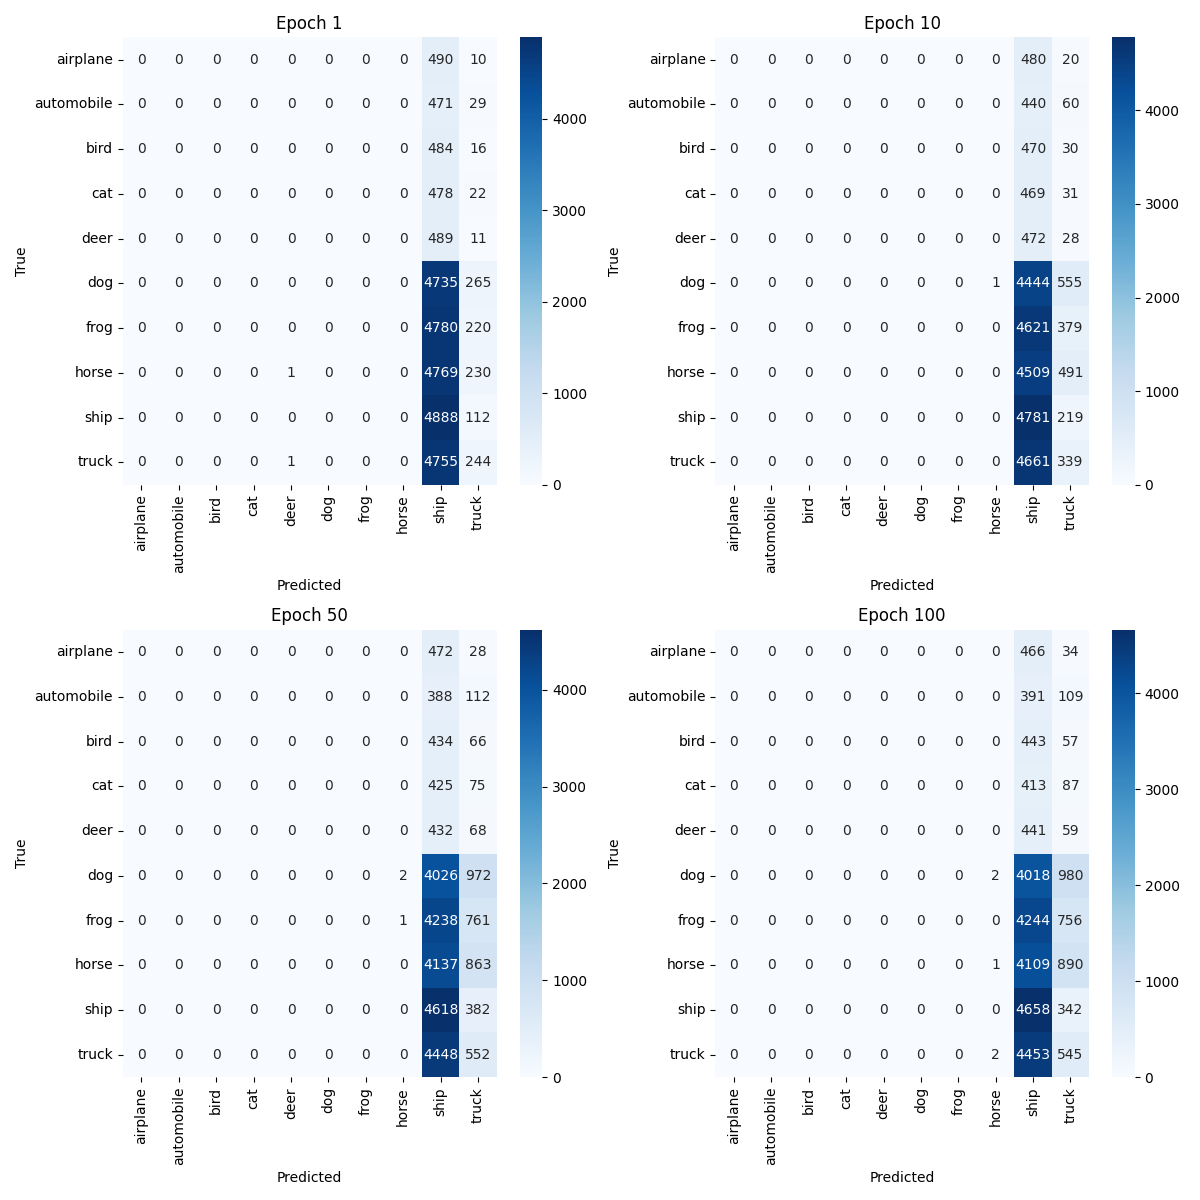 Epoch 1
True
airplane 0 0 0 0 0 0 0 0 490 10
automobile 0 0 0 0 0 0 0 0 471 29
bird 0 0 0 0 0 0 0 0 484 16
cat 0 0 0 0 0 0 0 0 478 22
deer 0 0 0 0 0 0 0 0 489 11
dog 0 0 0 0 0 0 0 0 4735 265
frog 0 0 0 0 0 0 0 0 4780 220
horse 0 0 0 0 1 0 0 0 4769 230
ship 0 0 0 0 0 0 0 0 4888 112
truck 0 0 0 0 1 0 0 0 4755 244
airplane automobile bird cat deer dog frog horse ship truck
Predicted
4000
3000
2000
1000
0
Epoch 10
True
airplane 0 0 0 0 0 0 0 0 480 20
automobile 0 0 0 0 0 0 0 0 440 60
bird 0 0 0 0 0 0 0 0 470 30
cat 0 0 0 0 0 0 0 0 469 31
deer 0 0 0 0 0 0 0 0 472 28
dog 0 0 0 0 0 0 0 1 4444 555
frog 0 0 0 0 0 0 0 0 4621 379
horse 0 0 0 0 0 0 0 0 4509 491
ship 0 0 0 0 0 0 0 0 4781 219
truck 0 0 0 0 0 0 0 0 4661 339
airplane automobile bird cat deer dog frog horse ship truck
Predicted
4000
3000
2000
1000
0
Epoch 50
True
airplane 0 0 0 0 0 0 0 0 472 28
automobile 0 0 0 0 0 0 0 0 388 112
bird 0 0 0 0 0 0 0 0 434 66
cat 0 0 0 0 0 0 0 0 425 75
deer 0 0 0 0 0 0 0 0 432 68
dog 0 0 0 0 0 0 0 2 4026 972
frog 0 0 0 0 0 0 0 1 4238 761
horse 0 0 0 0 0 0 0 0 4137 863
ship 0 0 0 0 0 0 0 0 4618 382
truck 0 0 0 0 0 0 0 0 4448 552
airplane automobile bird cat deer dog frog horse ship truck
Predicted
4000
3000
2000
1000
0
Epoch 100
True
airplane 0 0 0 0 0 0 0 0 466 34
automobile 0 0 0 0 0 0 0 0 391 109
bird 0 0 0 0 0 0 0 0 443 57
cat 0 0 0 0 0 0 0 0 413 87
deer 0 0 0 0 0 0 0 0 441 59
dog 0 0 0 0 0 0 0 2 4018 980
frog 0 0 0 0 0 0 0 0 4244 756
horse 0 0 0 0 0 0 0 1 4109 890
ship 0 0 0 0 0 0 0 0 4658 342
truck 0 0 0 0 0 0 0 2 4453 545
airplane automobile bird cat deer dog frog horse ship truck
Predicted
4000
3000
2000
1000
0